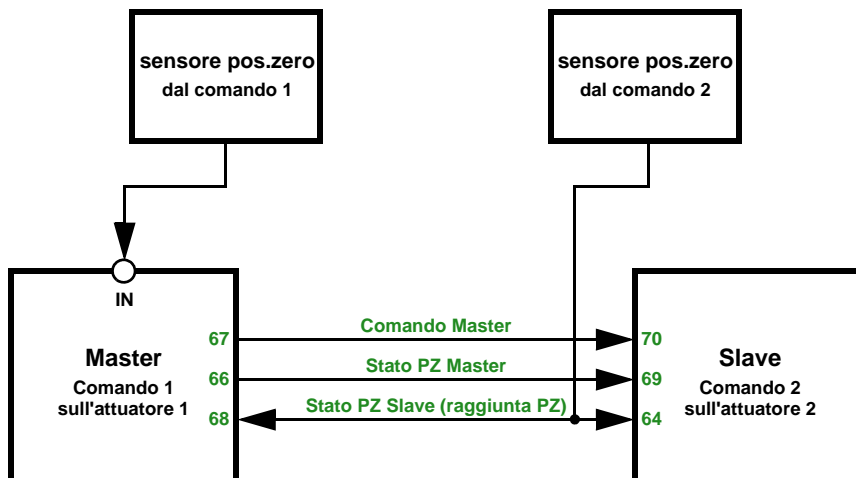 sensore pos.zero
dal comando 1
sensore pos.zero
dal comando 2
IN
Master
Comando 1
sull'attuatore 1
67
66
68
Comando Master
Stato PZ Master
Stato PZ Slave (raggiunta PZ)
70
69
64
Slave
Comando 2
sull'attuatore 2